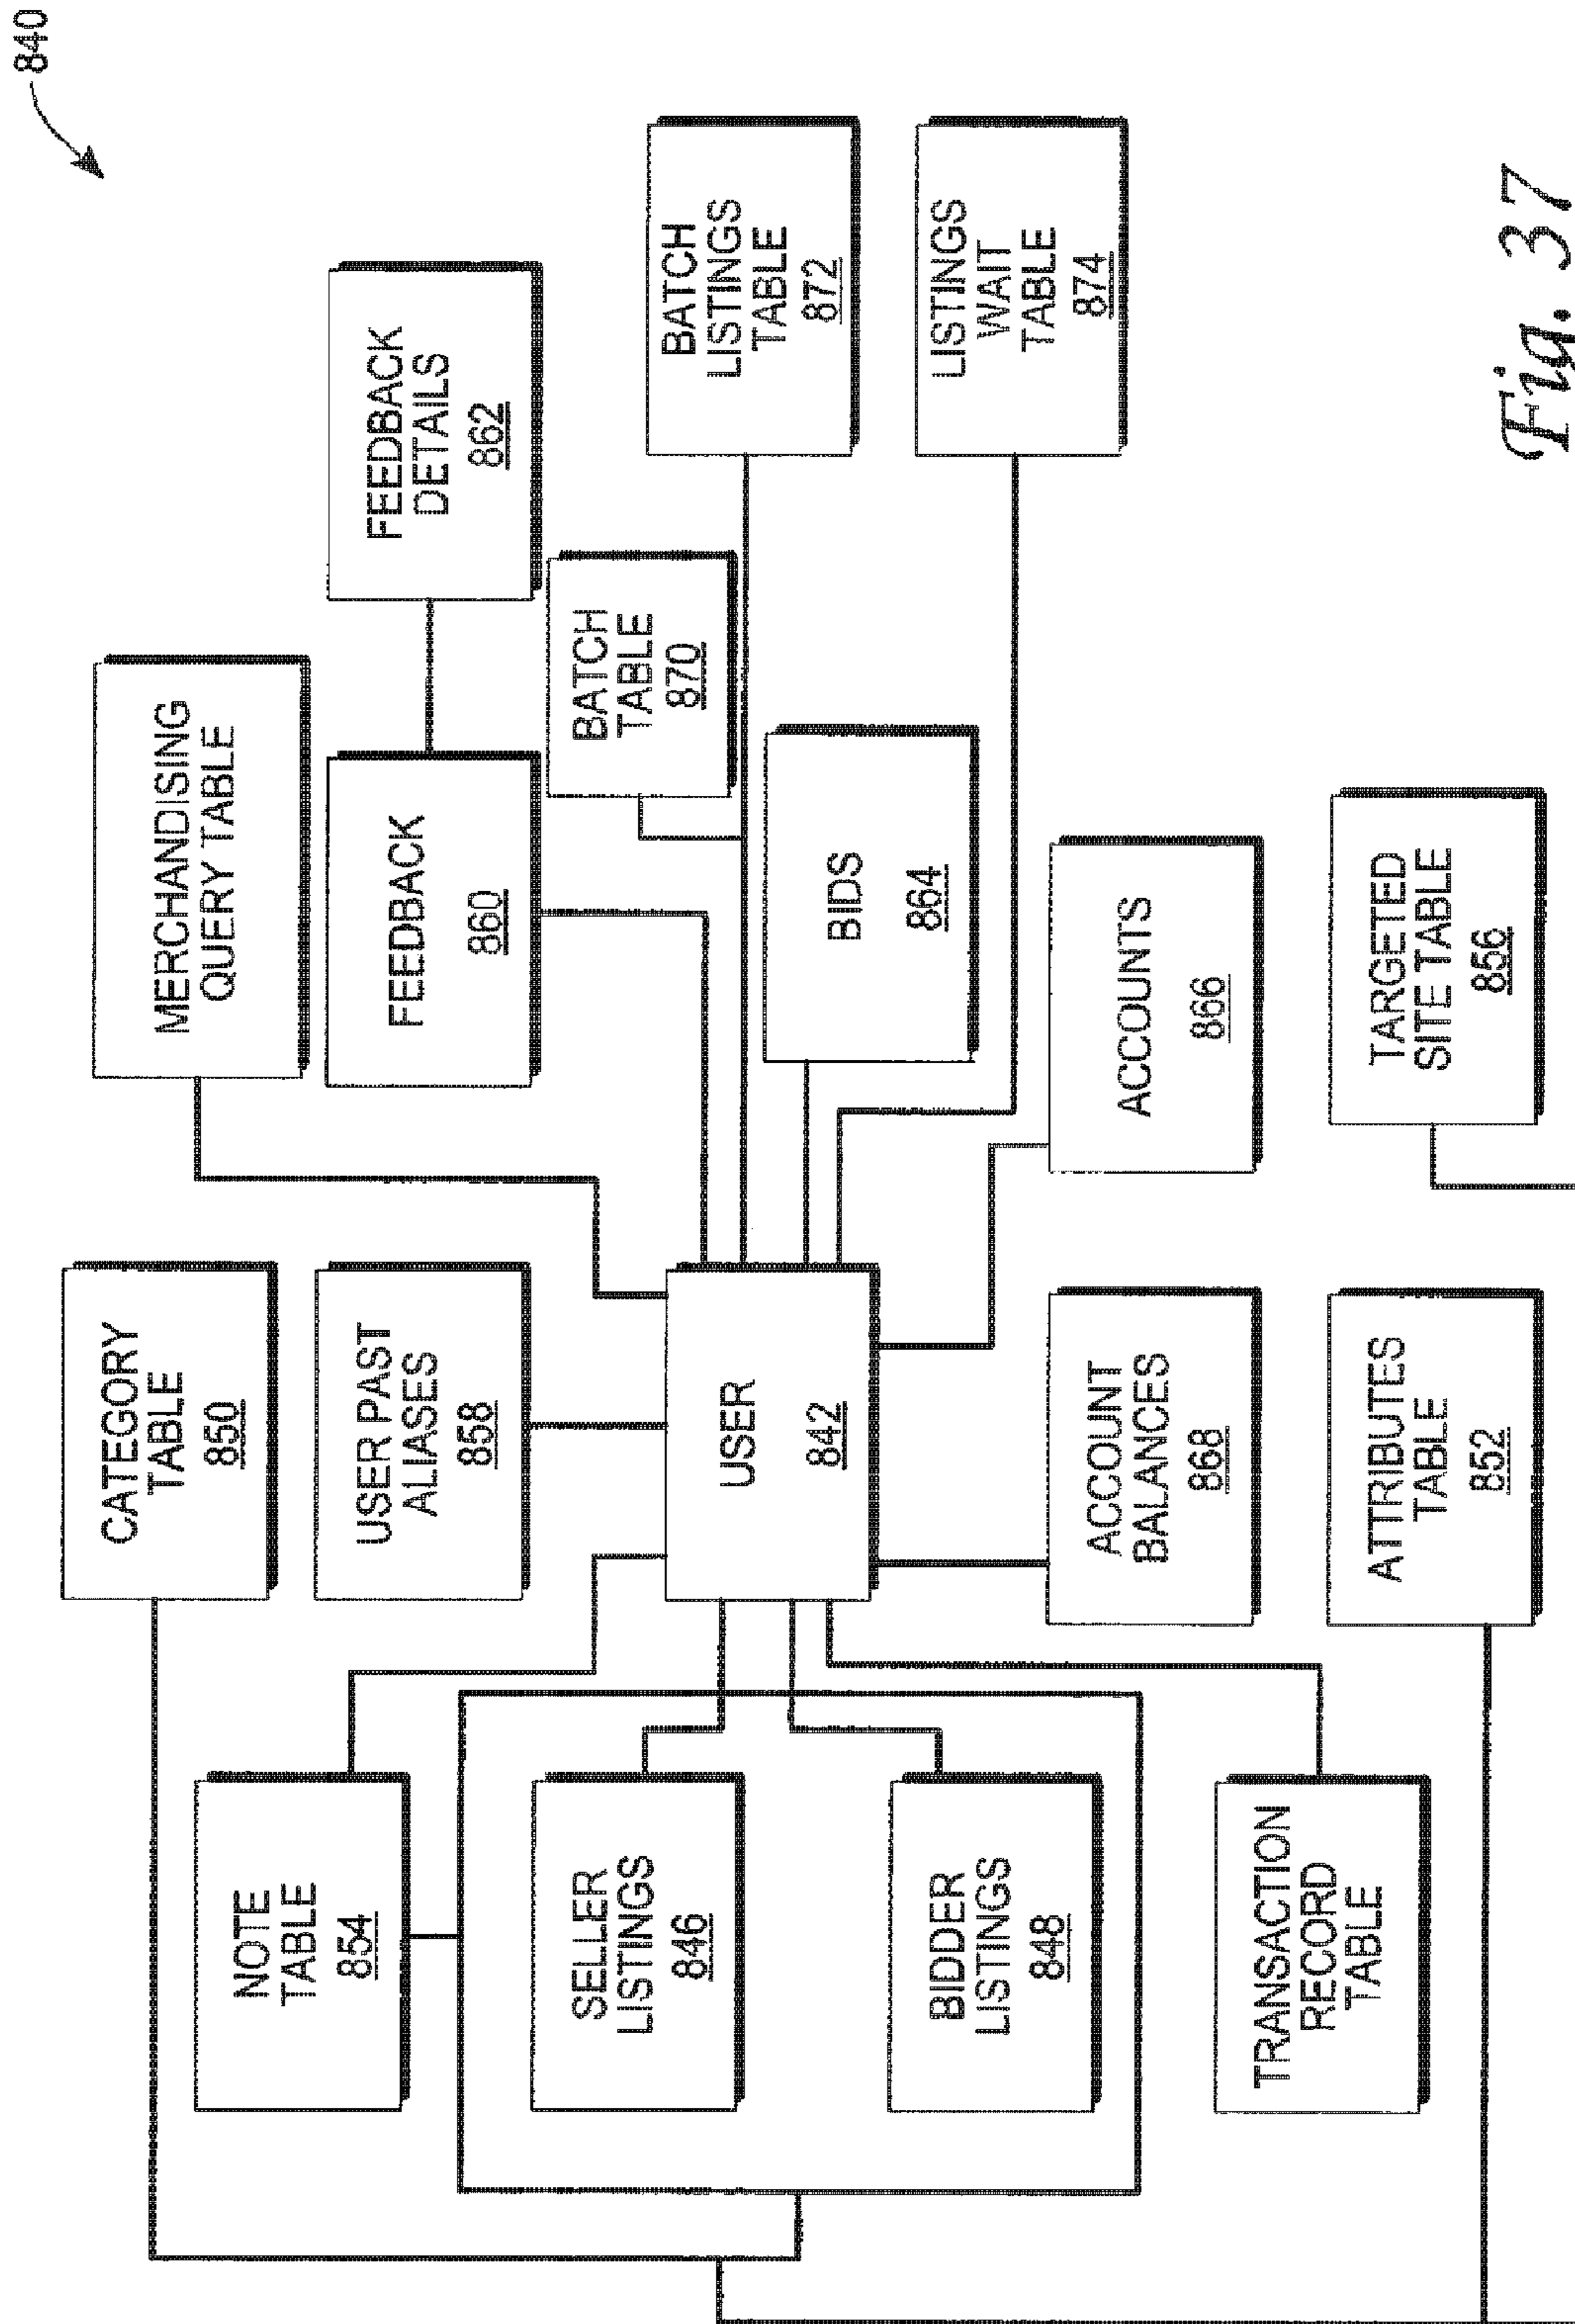 840
CATEGORY
TABLE
850
MERCHANDISING
QUERY TABLE
NOTE
TABLE
854
USER PAST
ALIASES
858
FEEDBACK
860
FEEDBACK
DETAILS
862
BATCH
TABLE
870
SELLER
LISTINGS
846
USER
842
BIDS
864
BATCH
LISTINGS
TABLE
872
BIDDER
LISTINGS
848
LISTINGS
WAIT
TABLE
874
ACCOUNT
BALANCES
868
ACCOUNTS
866
TRANSACTION
RECORD
TABLE
ATTRIBUTES
TABLE
852
TARGETED
SITE TABLE
856
Fig. 37